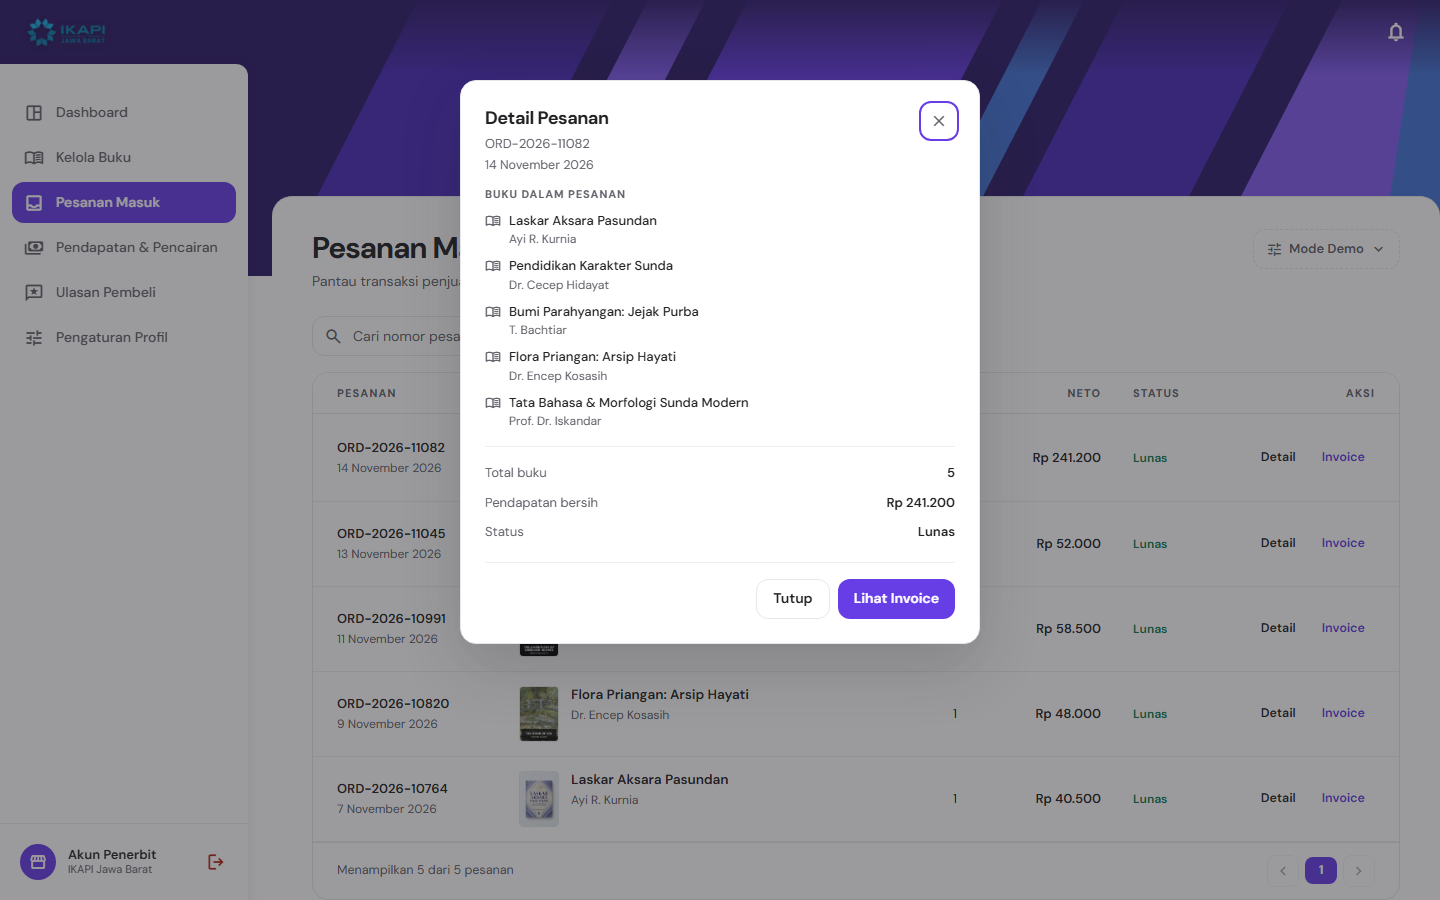 IKAPI
JAWA BARAT
Dashboard
Kelola Buku
Pesanan Masuk
Pendapatan & Pencairan
Ulasan Pembeli
Pengaturan Profil
Akun Penerbit
IKAPI Jawa Barat
Pesanan M
Pantau transaksi penju
Mode Demo
Cari nomor pesa
PESANAN
NETO
STATUS
AKSI
ORD-2026-11082
14 November 2026
Rp 241.200
Lunas
Detail
Invoice
ORD-2026-11045
13 November 2026
Rp 52.000
Lunas
Detail
Invoice
ORD-2026-10991
11 November 2026
Rp 58.500
Lunas
Detail
Invoice
ORD-2026-10820
9 November 2026
Flora Priangan: Arsip Hayati
Dr. Encep Kosasih
1
Rp 48.000
Lunas
Detail
Invoice
ORD-2026-10764
7 November 2026
Laskar Aksara Pasundan
Ayi R. Kurnia
1
Rp 40.500
Lunas
Detail
Invoice
Menampilkan 5 dari 5 pesanan
1
Detail Pesanan
ORD-2026-11082
14 November 2026
BUKU DALAM PESANAN
Laskar Aksara Pasundan
Ayi R. Kurnia
Pendidikan Karakter Sunda
Dr. Cecep Hidayat
Bumi Parahyangan: Jejak Purba
T. Bachtiar
Flora Priangan: Arsip Hayati
Dr. Encep Kosasih
Tata Bahasa & Morfologi Sunda Modern
Prof. Dr. Iskandar
Total buku
5
Pendapatan bersih
Rp 241.200
Status
Lunas
Tutup
Lihat Invoice